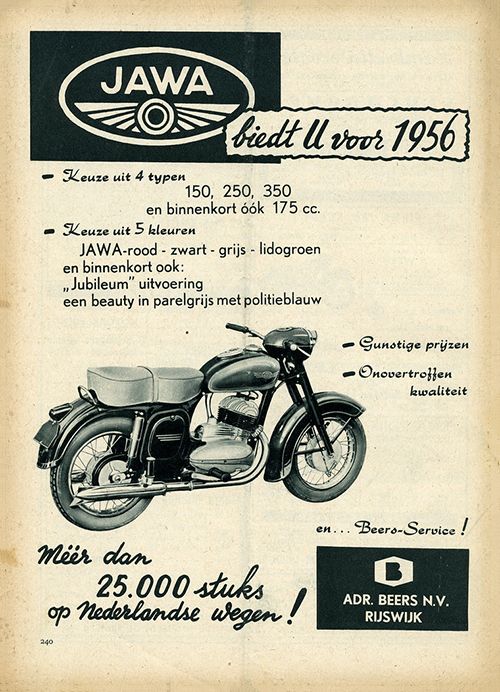 JAWA
biedt U voor 1956
- Keuze uit 4 typen
150, 250, 350
en binnenkort óók 175 cc.
- Keuze uit 5 kleuren
JAWA-rood - zwart - grijs - lidogroen
en binnenkort ook:
„Jubileum” uitvoering
een beauty in parelgrijs met politieblauw
- Gunstige prijzen
- Onovertroffen
kwaliteit
en... Beers-Service!
Méér dan
25.000 stuks
op Nederlandse wegen!
B
ADR. BEERS N.V.
RIJSWIJK
240